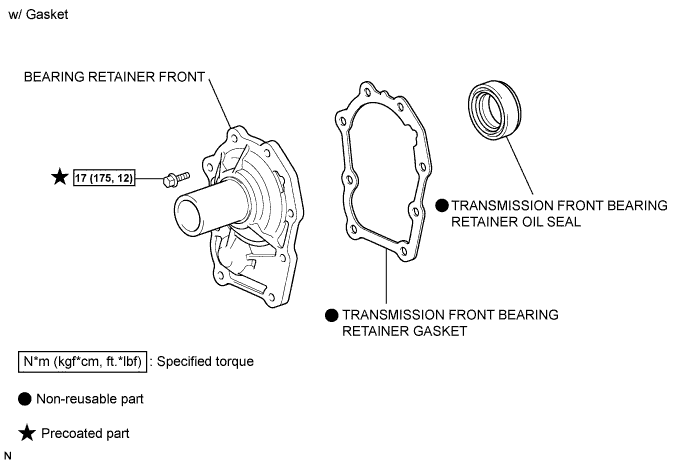 w/ Gasket
BEARING RETAINER FRONT
17 (175, 12)
TRANSMISSION FRONT BEARING
RETAINER OIL SEAL
TRANSMISSION FRONT BEARING
RETAINER GASKET
N*m (kgf*cm, ft.*lbf) : Specified torque
Non-reusable part
Precoated part
N